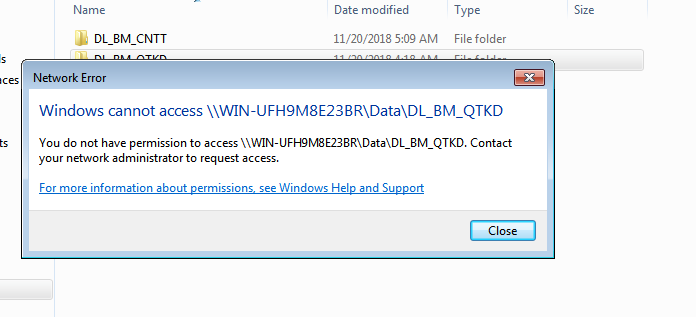 Name Date modified Type Size
DL_BM_CNTT 11/20/2018 5:09 AM File folder
DL_BM_QTKD 11/20/2018 4:18 AM File folder
Network Error
Windows cannot access \\WIN-UFH9M8E23BR\Data\DL_BM_QTKD
You do not have permission to access \\WIN-UFH9M8E23BR\Data\DL_BM_QTKD. Contact
your network administrator to request access.
For more information about permissions, see Windows Help and Support
Close